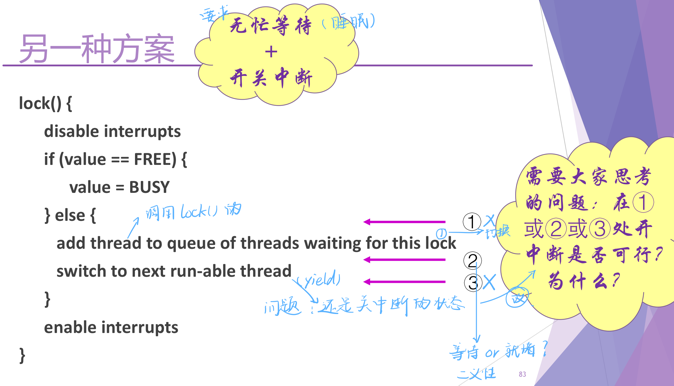 要求
无忙等待（睡眠）
+
开关中断
另一种方案
lock() {
disable interrupts
if (value == FREE) {
value = BUSY
} else {
调用lock()的
add thread to queue of threads waiting for this lock
switch to next run-able thread
(yield)
}
问题：还是关中断的状态
enable interrupts
}
① X
①
②
③ X
等待 or 就绪？
二义性
需要大家思考
的问题：在①
或②或③处开
中断是否可行？
为什么？
83